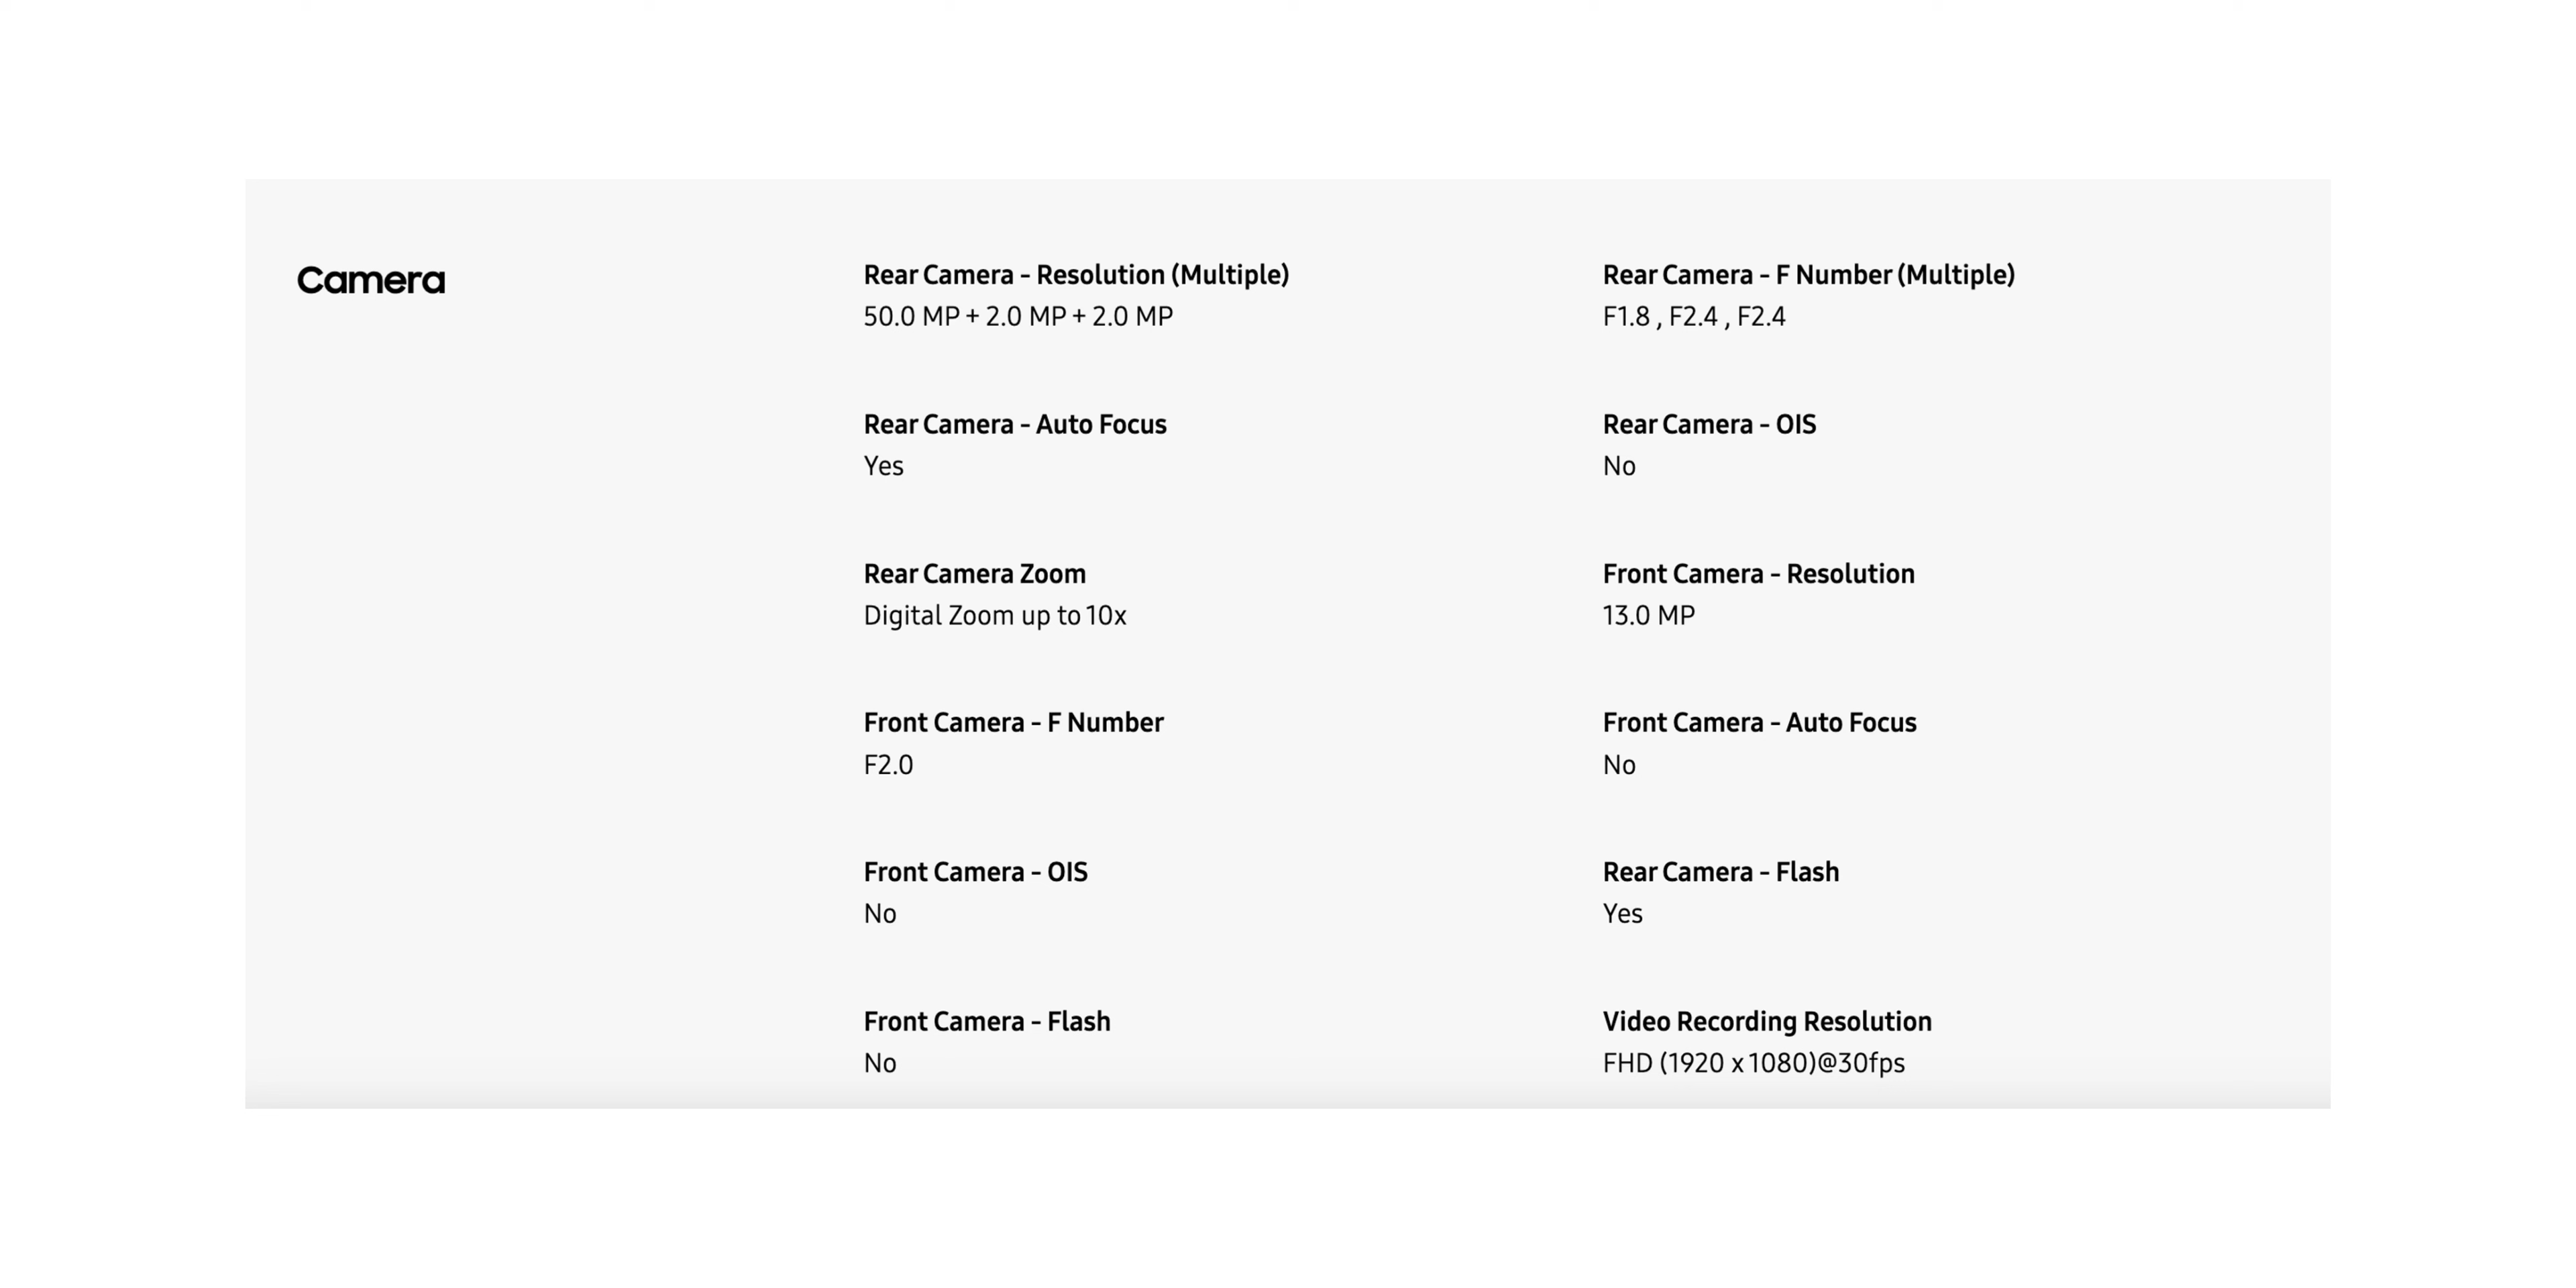 Camera
Rear Camera - Resolution (Multiple)
50.0 MP + 2.0 MP + 2.0 MP
Rear Camera - F Number (Multiple)
F1.8 , F2.4 , F2.4
Rear Camera - Auto Focus
Yes
Rear Camera - OIS
No
Rear Camera Zoom
Digital Zoom up to 10x
Front Camera - Resolution
13.0 MP
Front Camera - F Number
F2.0
Front Camera - Auto Focus
No
Front Camera - OIS
No
Rear Camera - Flash
Yes
Front Camera - Flash
No
Video Recording Resolution
FHD (1920 x 1080)@30fps